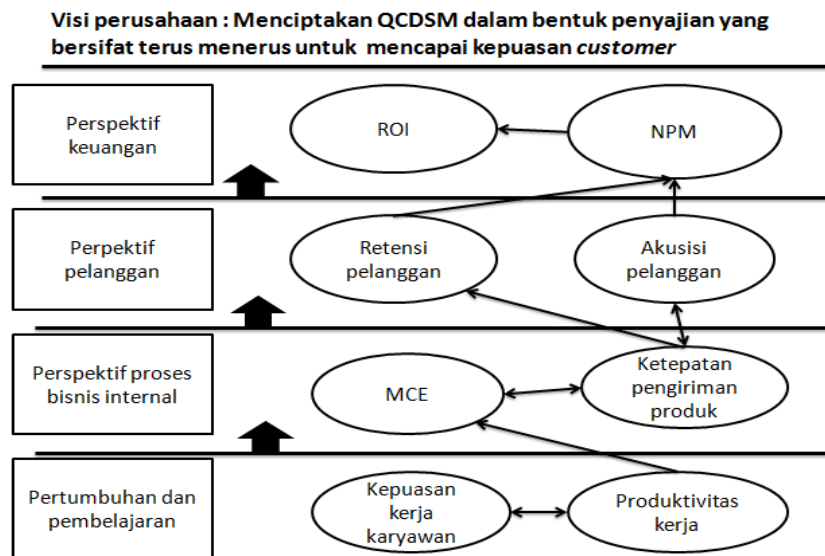 Visi perusahaan : Menciptakan QCDSM dalam bentuk penyajian yang
bersifat terus menerus untuk mencapai kepuasan customer
Perspektif
keuangan
ROI
NPM
Perpektif
pelanggan
Retensi
pelanggan
Akusisi
pelanggan
Perspektif proses
bisnis internal
MCE
Ketepatan
pengiriman
produk
Pertumbuhan dan
pembelajaran
Kepuasan
kerja
karyawan
Produktivitas
kerja